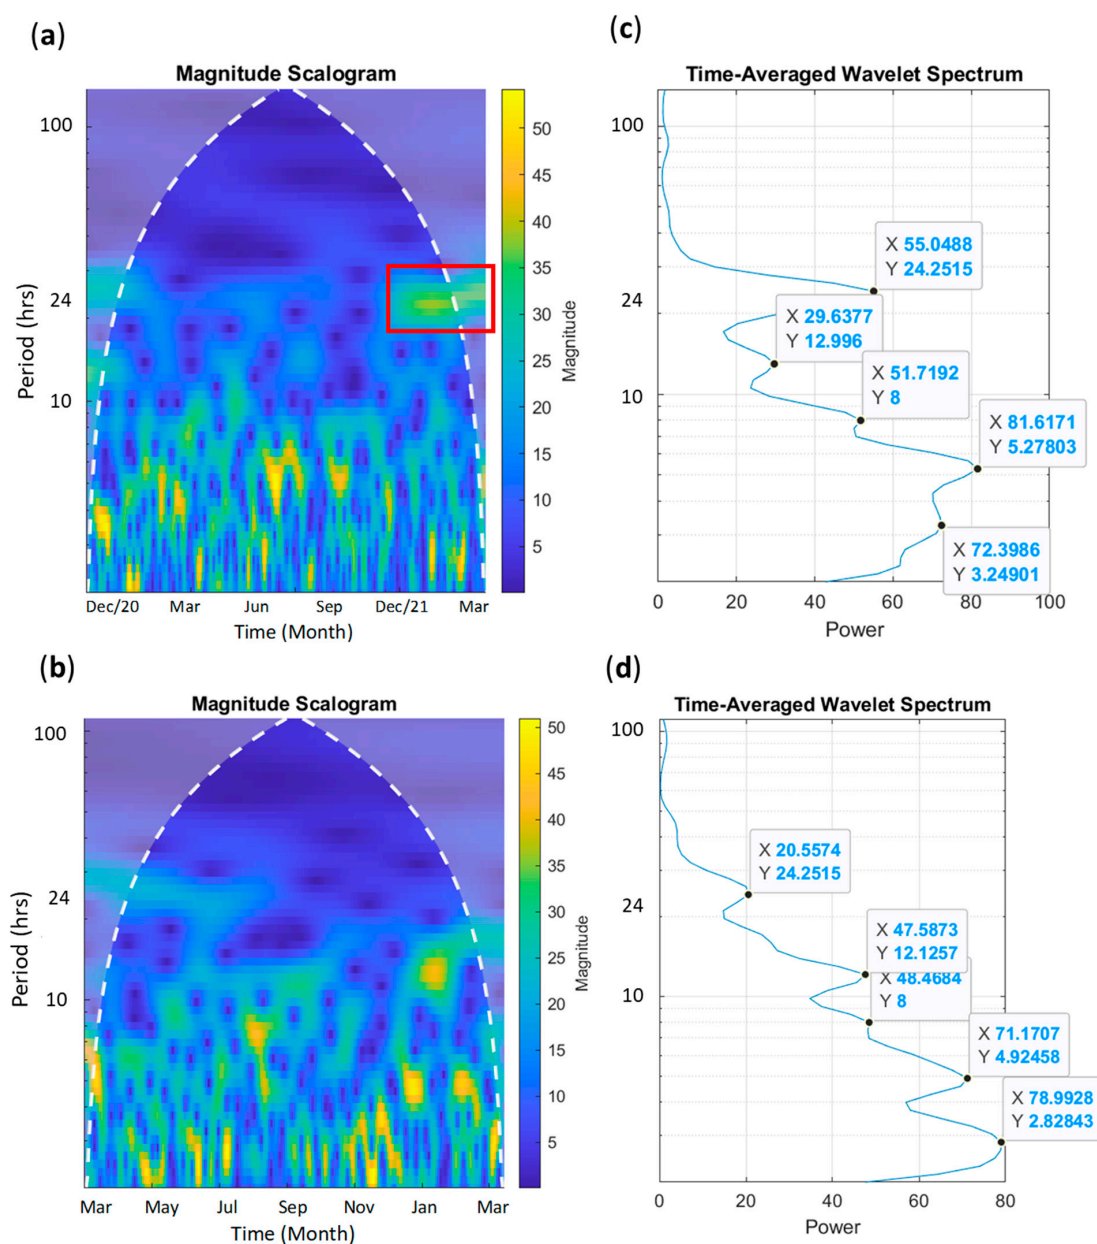 (a)
Magnitude Scalogram
100
24
10
Period (hrs)
Dec/20 Mar Jun Sep Dec/21 Mar
Time (Month)
50
45
40
35
30
25
20
15
10
5
Magnitude
(c)
Time-Averaged Wavelet Spectrum
100
24
10
X 55.0488
Y 24.2515
X 29.6377
Y 12.996
X 51.7192
Y 8
X 81.6171
Y 5.27803
X 72.3986
Y 3.24901
0 20 40 60 80 100
Power
(b)
Magnitude Scalogram
100
24
10
Period (hrs)
Mar May Jul Sep Nov Jan Mar
Time (Month)
50
45
40
35
30
25
20
15
10
5
Magnitude
(d)
Time-Averaged Wavelet Spectrum
100
24
10
X 20.5574
Y 24.2515
X 47.5873
Y 12.1257
X 48.4684
Y 8
X 71.1707
Y 4.92458
X 78.9928
Y 2.82843
0 20 40 60 80
Power